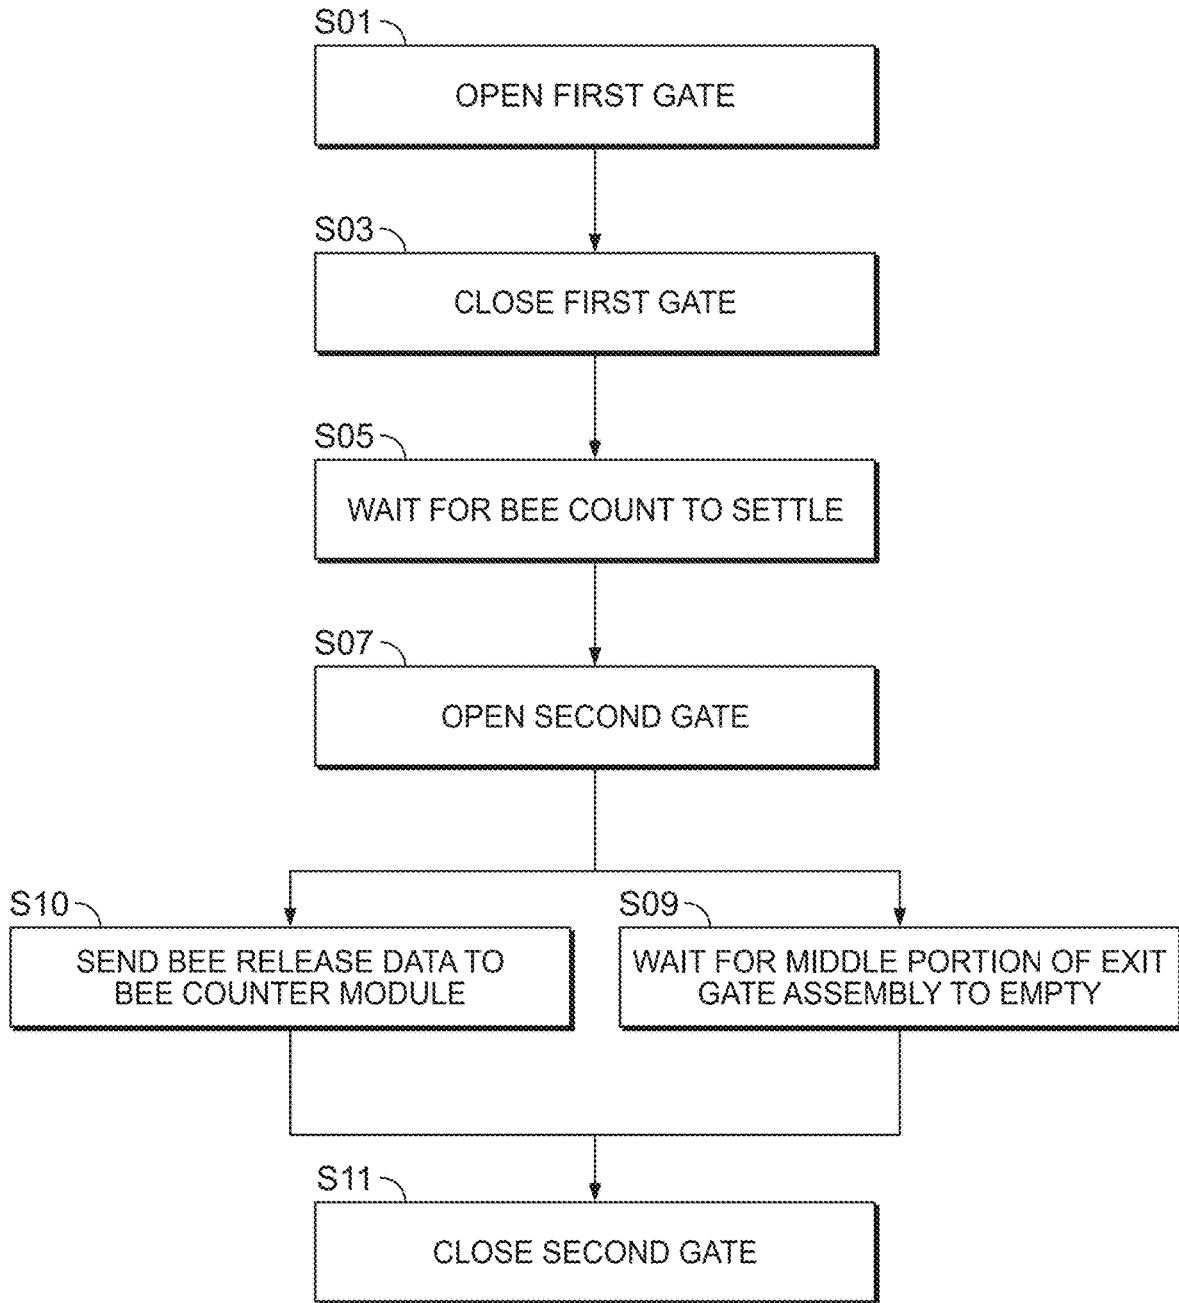 S01
OPEN FIRST GATE
S03
CLOSE FIRST GATE
S05
WAIT FOR BEE COUNT TO SETTLE
S07
OPEN SECOND GATE
S10
SEND BEE RELEASE DATA TO
BEE COUNTER MODULE
S09
WAIT FOR MIDDLE PORTION OF EXIT
GATE ASSEMBLY TO EMPTY
S11
CLOSE SECOND GATE